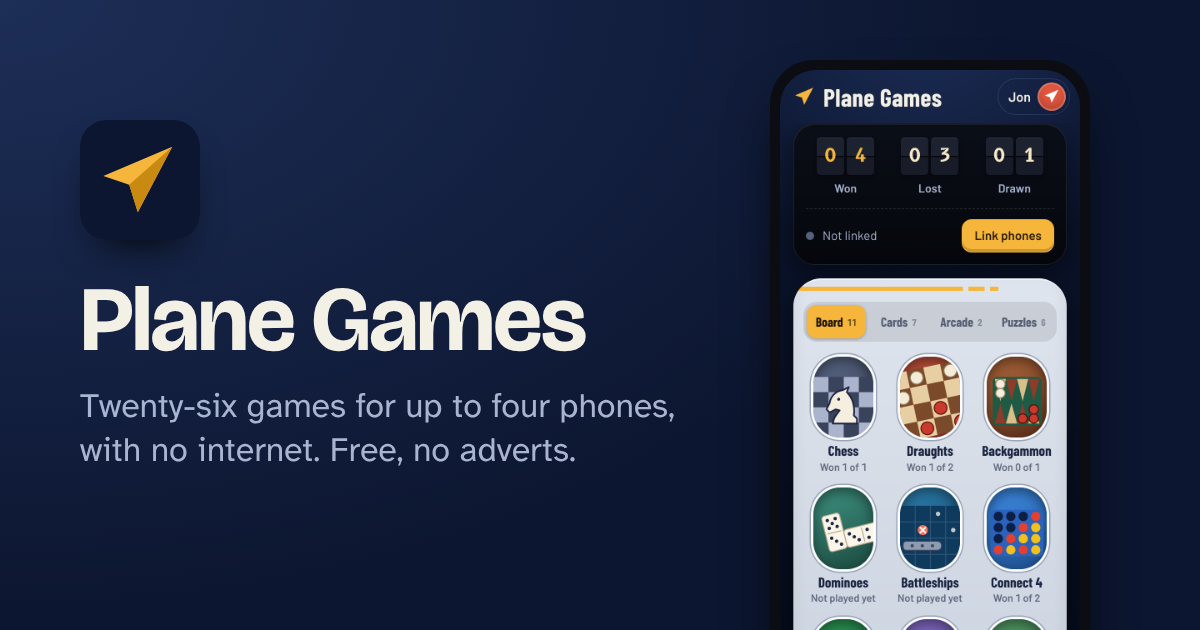 Plane Games
Twenty-six games for up to four phones,
with no internet. Free, no adverts.
Plane Games
Jon
0 4 0 3 0 1
Won Lost Drawn
Not linked
Link phones
Board 11 Cards 7 Arcade 2 Puzzles 6
Chess Draughts Backgammon
Won 1 of 1 Won 1 of 2 Won 0 of 1
Dominoes Battleships Connect 4
Not played yet Not played yet Won 1 of 2